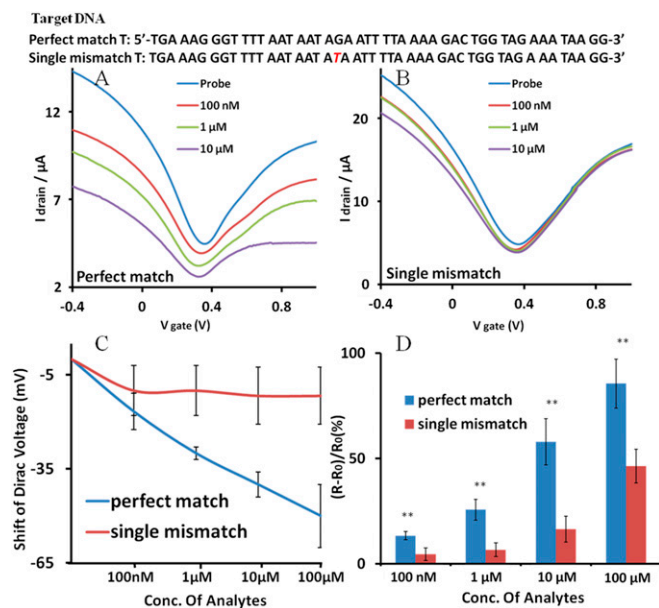 Target DNA
Perfect match T: 5’-TGA AAG GGT TTT AAT AAT AGA ATT TTA AAA GAC TGG TAG AAA TAA GG-3’
Single mismatch T: TGA AAG GGT TTT AAT AAT ATA ATT TTA AAA GAC TGG TAG A AA TAA GG-3’
A
I drain / µA
12
7
2
Probe
100 nM
1 µM
10 µM
Perfect match
-0.4
0
0.4
0.8
V gate (V)
B
I drain / µA
20
10
0
Probe
100 nM
1 µM
10 µM
Single mismatch
-0.4
0
0.4
0.8
V gate (V)
C
Shift of Dirac Voltage (mV)
-5
-35
-65
perfect match
single mismatch
100nM
1µM
10µM
100µM
Conc. Of Analytes
D
(R-Ro)/Ro(%)
100
50
0
perfect match
single mismatch
**
**
**
**
100 nM
1 µM
10 µM
100 µM
Conc. Of Analytes